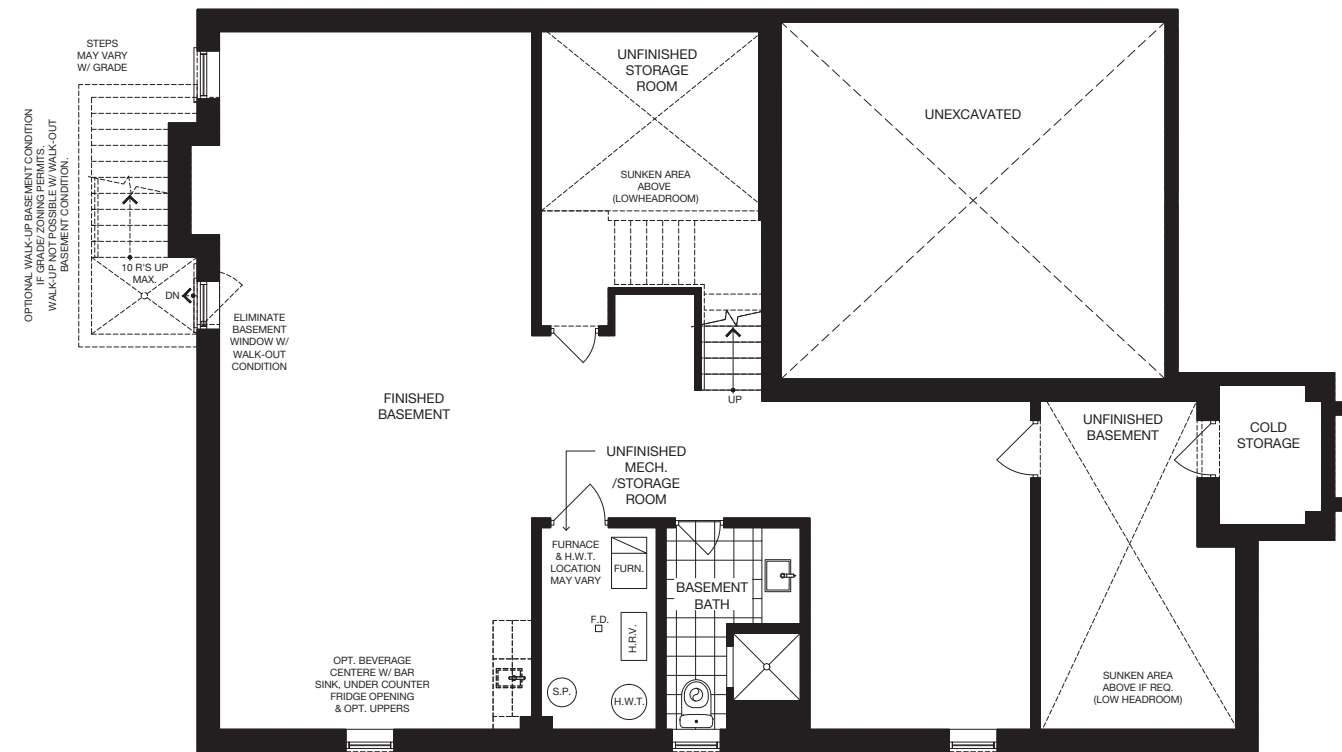 STEPS
MAY VARY
W/ GRADE
OPTIONAL WALK-UP BASEMENT CONDITION
IF GRADE/ ZONING PERMITS.
WALK-UP NOT POSSIBLE W/ WALK-OUT
BASEMENT CONDITION.
10 R'S UP
MAX.
DN
ELIMINATE
BASEMENT
WINDOW W/
WALK-OUT
CONDITION
FINISHED
BASEMENT
UNFINISHED
STORAGE
ROOM
SUNKEN AREA
ABOVE
(LOWHEADROOM)
UP
UNEXCAVATED
UNFINISHED
MECH.
/STORAGE
ROOM
FURNACE
& H.W.T.
LOCATION
MAY VARY
FURN.
F.D.
H.R.V.
S.P.
H.W.T.
BASEMENT
BATH
OPT. BEVERAGE
CENTERE W/ BAR
SINK, UNDER COUNTER
FRIDGE OPENING
& OPT. UPPERS
UNFINISHED
BASEMENT
SUNKEN AREA
ABOVE IF REQ.
(LOW HEADROOM)
COLD
STORAGE